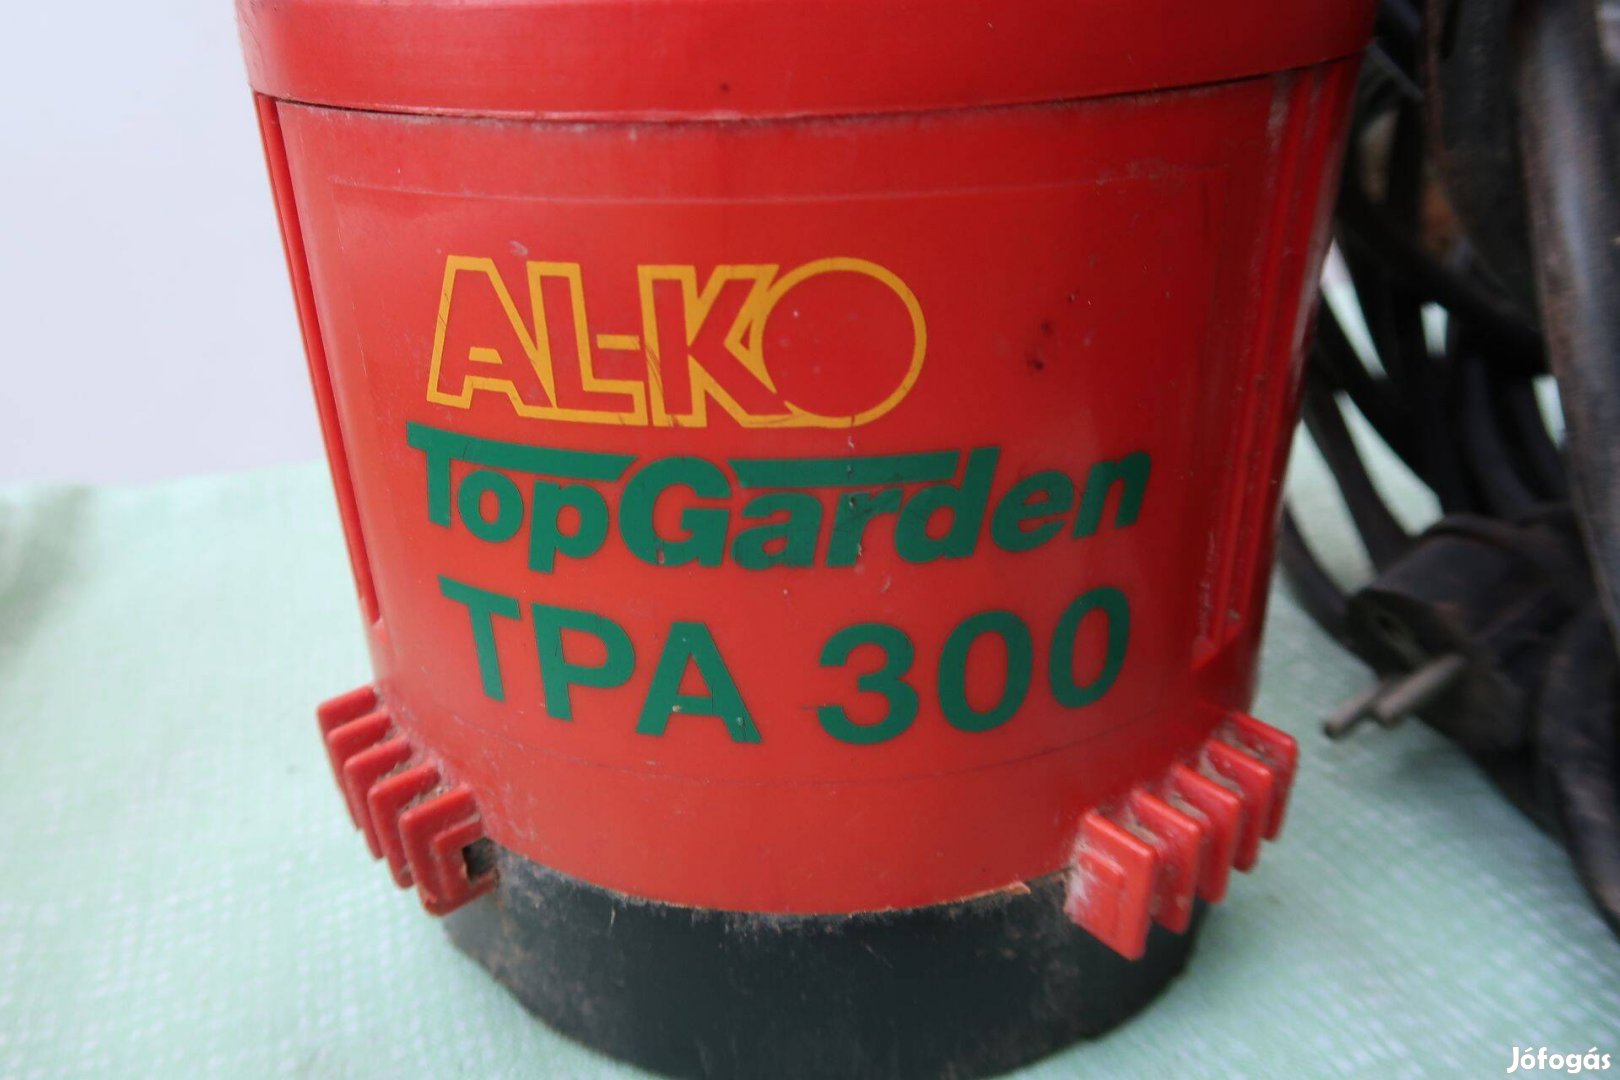 AL-KO
TopGarden
TPA 300
Jófogás